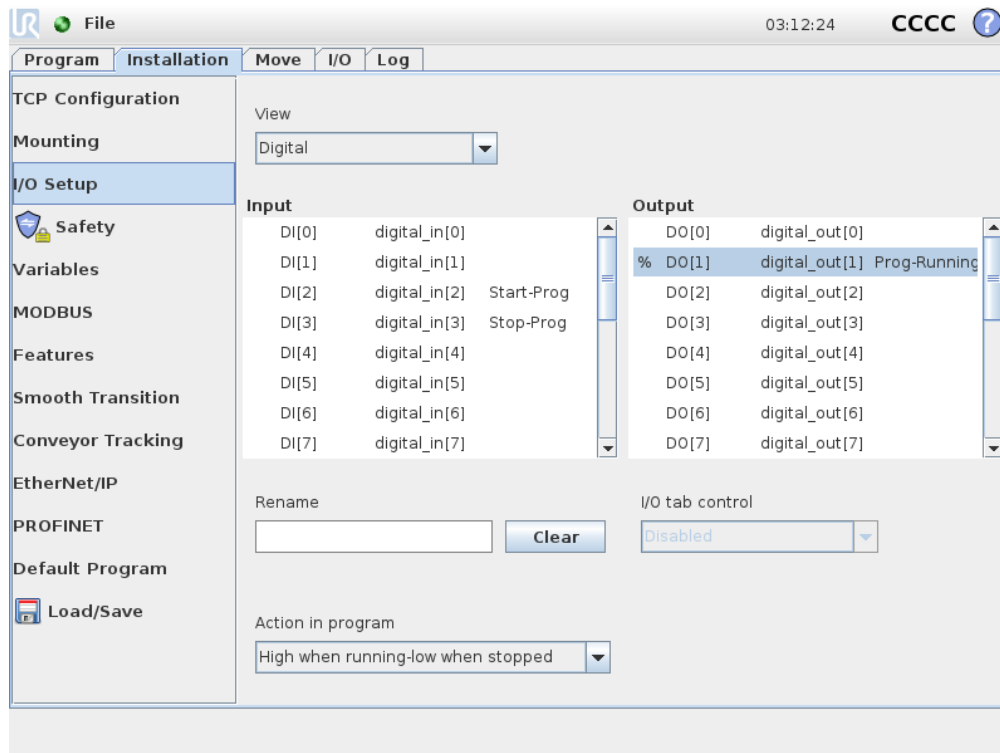 UR File 03:12:24 CCCC ?
Program Installation Move I/O Log
TCP Configuration
Mounting
I/O Setup
Safety
Variables
MODBUS
Features
Smooth Transition
Conveyor Tracking
EtherNet/IP
PROFINET
Default Program
Load/Save
View
Digital
Input
DI[0] digital_in[0]
DI[1] digital_in[1]
DI[2] digital_in[2] Start-Prog
DI[3] digital_in[3] Stop-Prog
DI[4] digital_in[4]
DI[5] digital_in[5]
DI[6] digital_in[6]
DI[7] digital_in[7]
Output
DO[0] digital_out[0]
% DO[1] digital_out[1] Prog-Running
DO[2] digital_out[2]
DO[3] digital_out[3]
DO[4] digital_out[4]
DO[5] digital_out[5]
DO[6] digital_out[6]
DO[7] digital_out[7]
Rename
Clear
I/O tab control
Disabled
Action in program
High when running-low when stopped